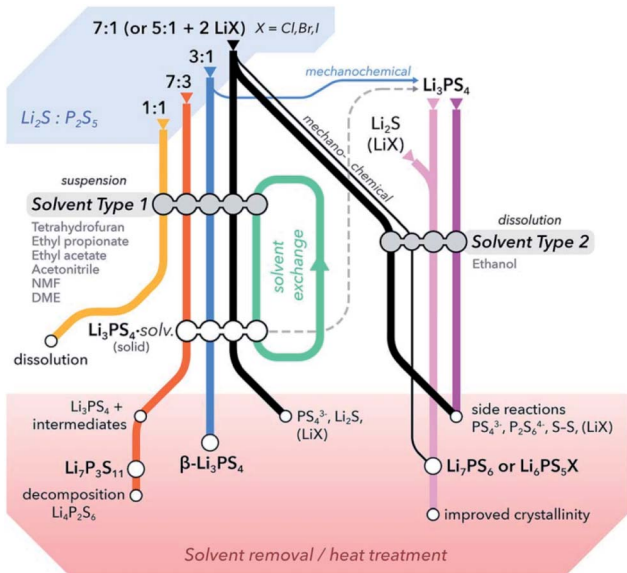 7:1 (or 5:1 + 2 LiX) X = Cl,Br,I
3:1
7:3
1:1
Li₂S : P₂S₅
mechanochemical
Li₃PS₄
Li₂S
(LiX)
mechano-chemical
suspension
Solvent Type 1
Tetrahydrofuran
Ethyl propionate
Ethyl acetate
Acetonitrile
NMF
DME
solvent
exchange
dissolution
Solvent Type 2
Ethanol
Li₃PS₄·solv.
(solid)
dissolution
Li₃PS₄ +
intermediates
PS₄³⁻, Li₂S,
(LiX)
side reactions
PS₄³⁻, P₂S₆⁴⁻, S–S, (LiX)
Li₇P₃S₁₁
β-Li₃PS₄
Li₇PS₆ or Li₆PS₅X
decomposition
Li₄P₂S₆
improved crystallinity
Solvent removal / heat treatment